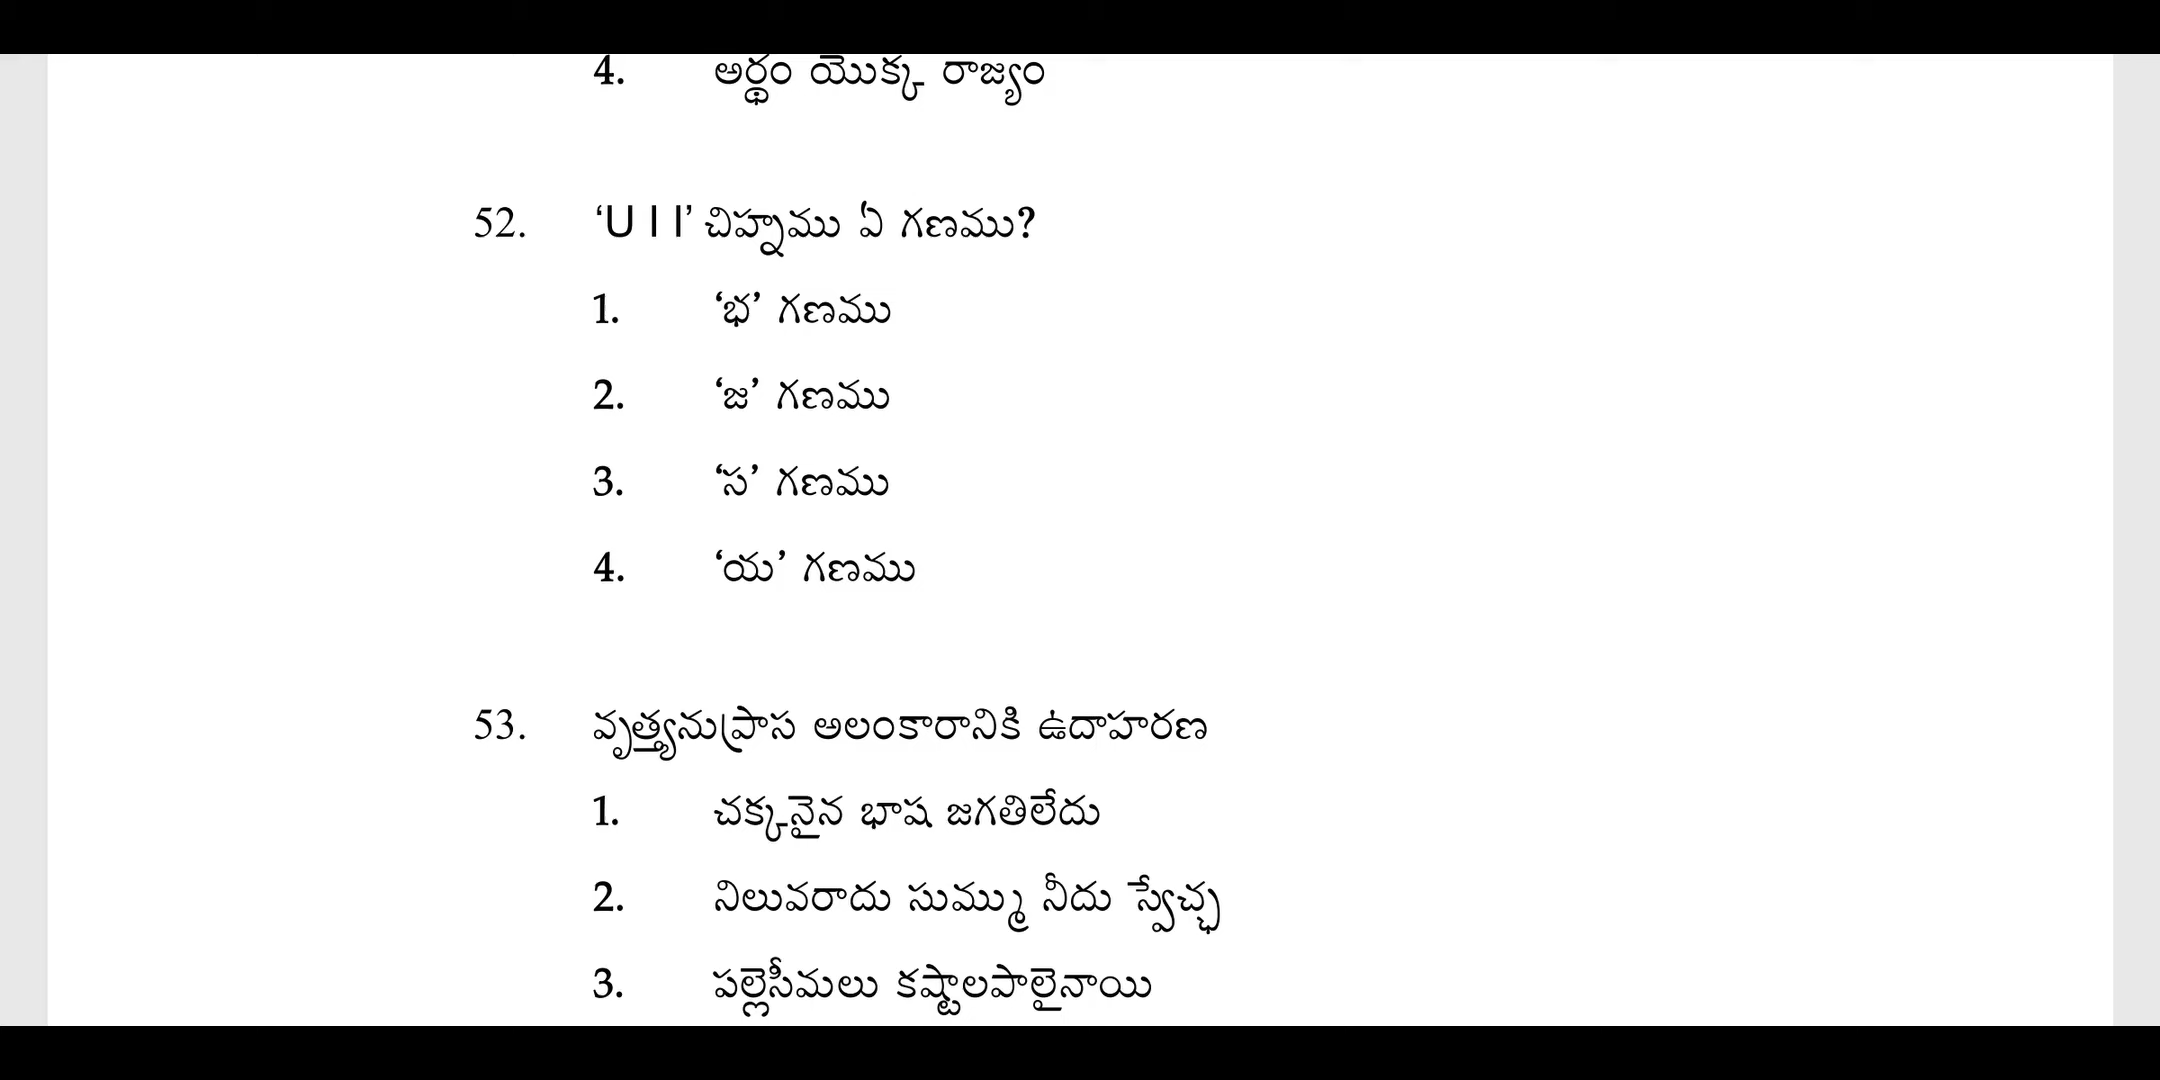 4. అర్థం యొక్క రాజ్యం
52. ‘U I I’ చిహ్నము ఏ గణము?
1. ‘భ’ గణము
2. ‘జ’ గణము
3. ‘స’ గణము
4. ‘య’ గణము
53. వృత్త్యనుప్రాస అలంకారానికి ఉదాహరణ
1. చక్కనైన భాష జగతిలేదు
2. నిలువరాదు సుమ్ము నీదు స్వేచ్ఛ
3. పల్లెసీమలు కష్టాలపాలైనాయి